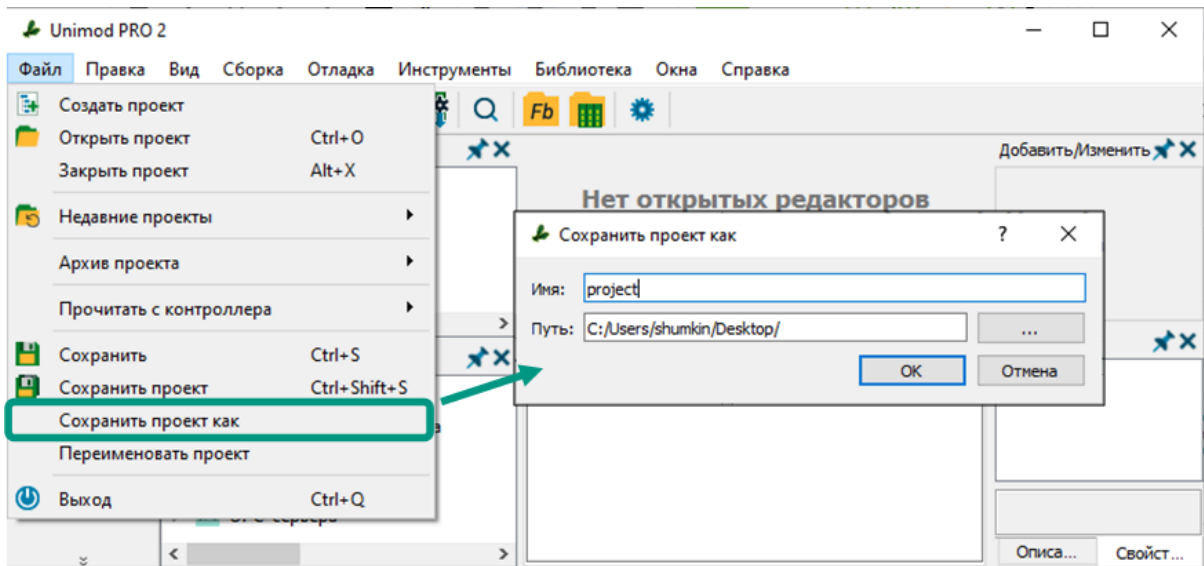 Unimod PRO 2
Файл Правка Вид Сборка Отладка Инструменты Библиотека Окна Справка
Создать проект
Открыть проект Ctrl+O
Закрыть проект Alt+X
Недавние проекты
Архив проекта
Прочитать с контроллера
Сохранить Ctrl+S
Сохранить проект Ctrl+Shift+S
Сохранить проект как
Переименовать проект
Выход Ctrl+Q
Fb
Добавить/Изменить
Нет открытых редакторов
Сохранить проект как ?
Имя: project
Путь: C:/Users/shumkin/Desktop/ ...
OK Отмена
Описа... Свойст...